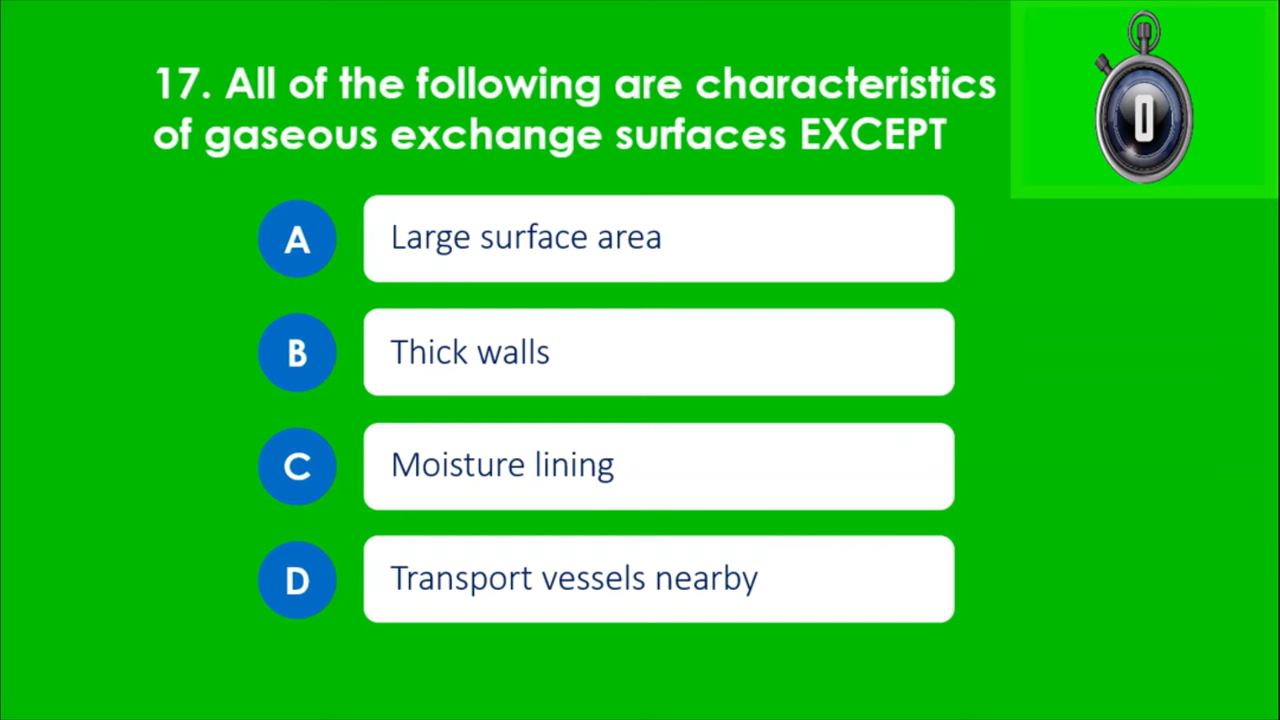 17. All of the following are characteristics
of gaseous exchange surfaces EXCEPT
0
A
Large surface area
B
Thick walls
C
Moisture lining
D
Transport vessels nearby